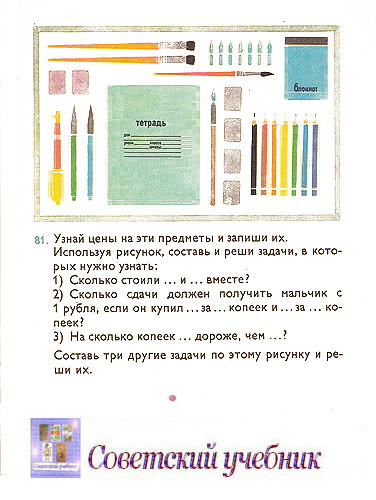 блокнот
тетрадь
81. Узнай цены на эти предметы и запиши их.
Используя рисунок, составь и реши задачи, в кото-
рых нужно узнать:
1) Сколько стоили ... и ... вместе?
2) Сколько сдачи должен получить мальчик с
1 рубля, если он купил ... за ... копеек и ... за ... ко-
пеек?
3) На сколько копеек ... дороже, чем ...?
Составь три другие задачи по этому рисунку и ре-
ши их.
Советский учебник
Советский учебник